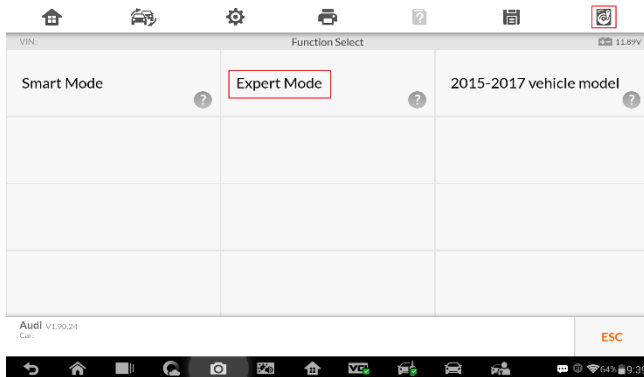 VIN:
Function Select
11.89V
Smart Mode
?
Expert Mode
?
2015-2017 vehicle model
?
Audi V1.90.24
Car:
ESC
64%